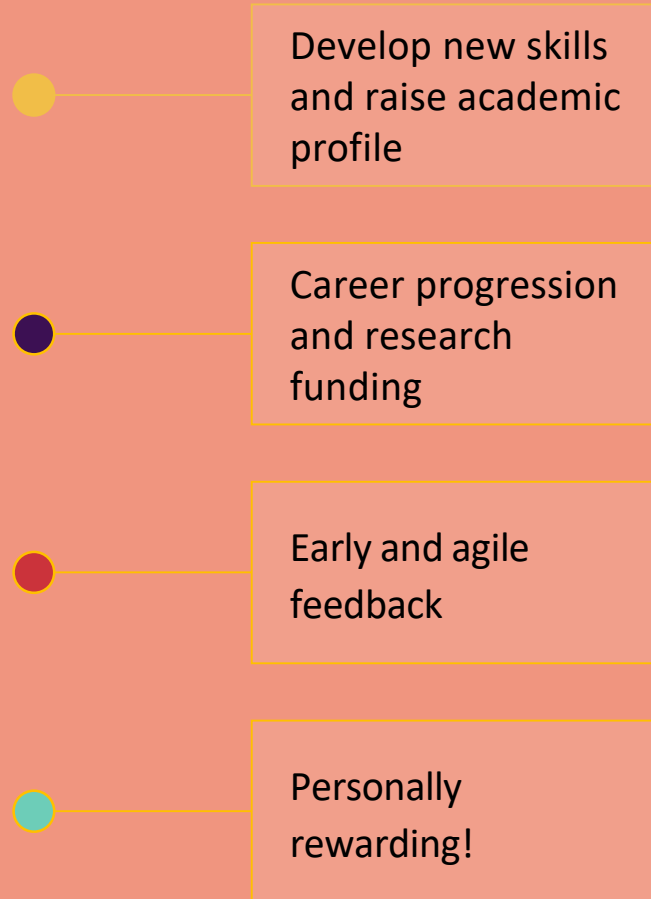 Develop new skills
and raise academic
profile
Career progression
and research
funding
Early and agile
feedback
Personally
rewarding!